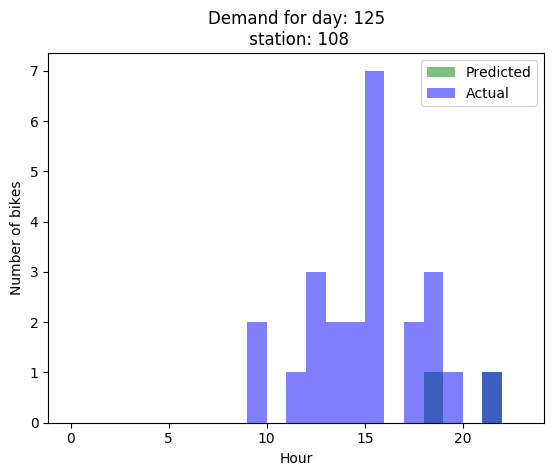 Demand for day: 125
station: 108
Predicted
Actual
Number of bikes
7
6
5
4
3
2
1
0
0 5 10 15 20
Hour